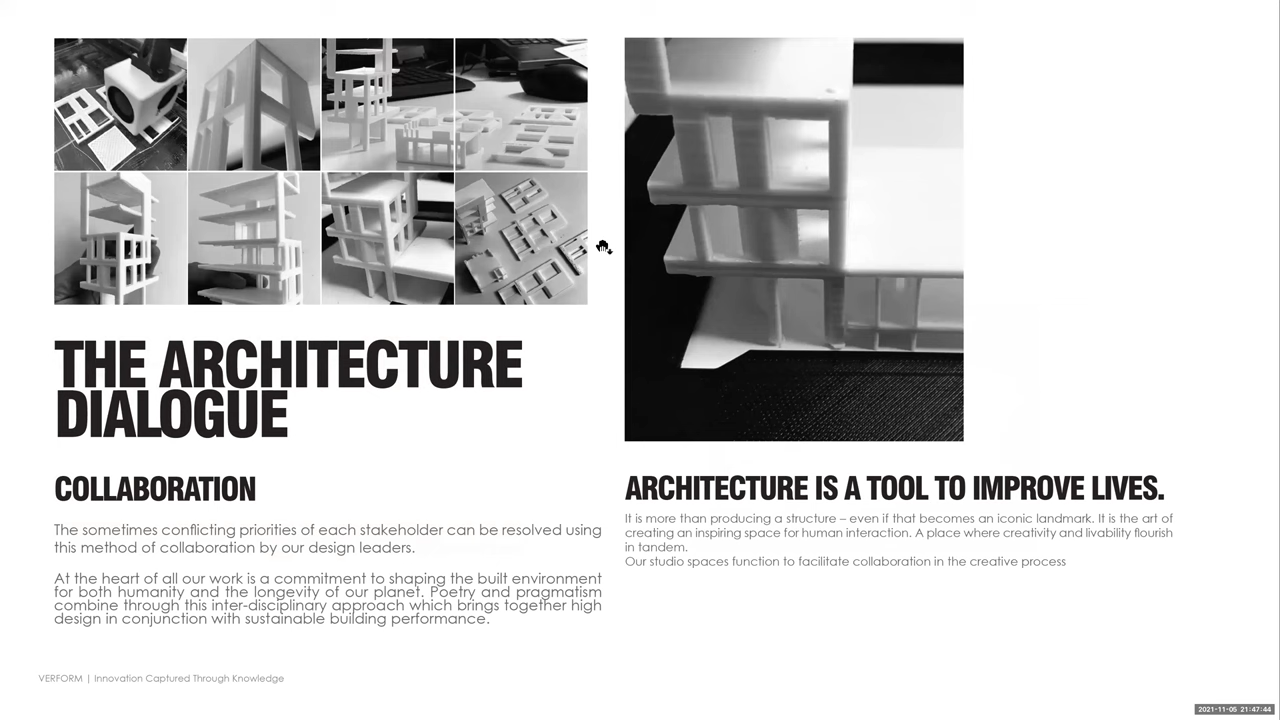 THE ARCHITECTURE
DIALOGUE
COLLABORATION
The sometimes conflicting priorities of each stakeholder can be resolved using
this method of collaboration by our design leaders.
At the heart of all our work is a commitment to shaping the built environment
for both humanity and the longevity of our planet. Poetry and pragmatism
combine through this inter-disciplinary approach which brings together high
design in conjunction with sustainable building performance.
ARCHITECTURE IS A TOOL TO IMPROVE LIVES.
It is more than producing a structure – even if that becomes an iconic landmark. It is the art of
creating an inspiring space for human interaction. A place where creativity and livability flourish
in tandem.
Our studio spaces function to facilitate collaboration in the creative process
VERFORM | Innovation Captured Through Knowledge
2021-11-05 21:47:44